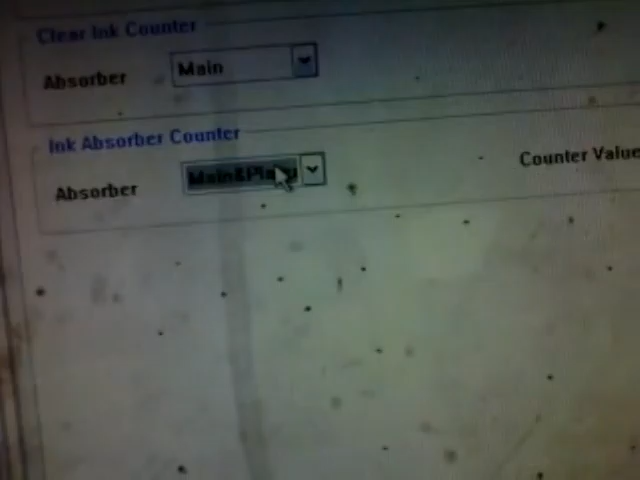 Clear Ink Counter
Absorber Main
Ink Absorber Counter
Absorber Counter Value